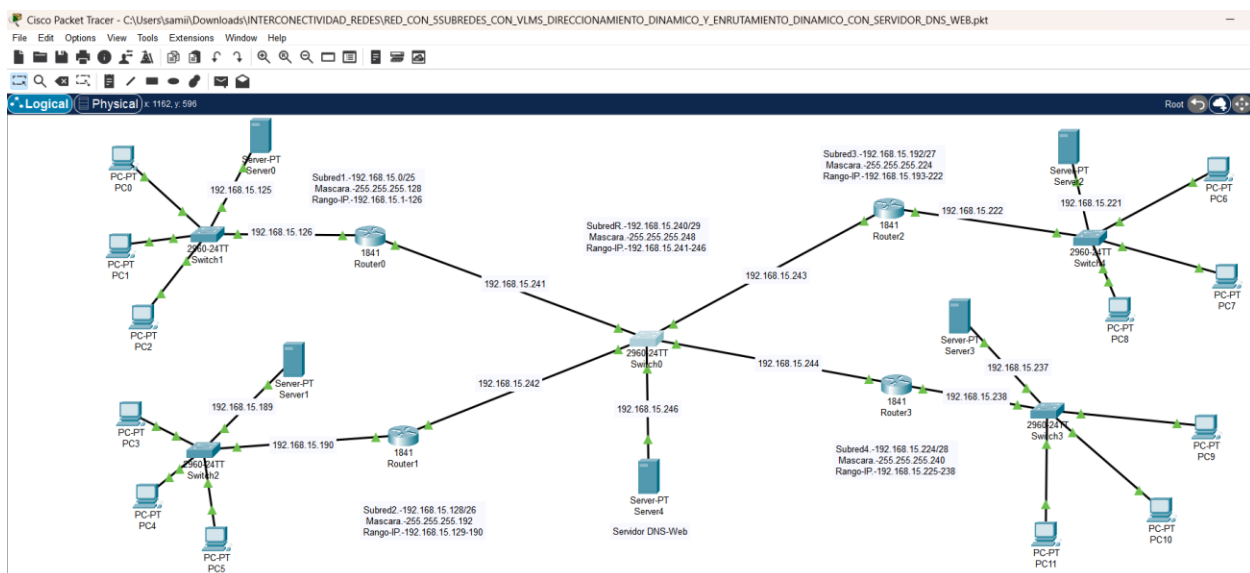 Cisco Packet Tracer - C:\Users\samii\Downloads\INTERCONECTIVIDAD_REDES\RED_CON_5SUBREDES_CON_VLMS_DIRECCIONAMIENTO_DINAMICO_Y_ENRUTAMIENTO_DINAMICO_CON_SERVIDOR_DNS_WEB.pkt
File Edit Options View Tools Extensions Window Help
Logical Physical x: 1162, y: 596 Root
PC-PT
PC0
Server-PT
Server0
192.168.15.125
Subred1.-192.168.15.0/25
Mascara.-255.255.255.128
Rango-IP.-192.168.15.1-126
PC-PT
PC1
2960-24TT
Switch1
192.168.15.126
1841
Router0
PC-PT
PC2
192.168.15.241
SubredR.-192.168.15.240/29
Mascara.-255.255.255.248
Rango-IP.-192.168.15.241-246
Subred3.-192.168.15.192/27
Mascara.-255.255.255.224
Rango-IP.-192.168.15.193-222
Server-PT
Server2
192.168.15.221
PC-PT
PC6
1841
Router2
192.168.15.222
2960-24TT
Switch4
192.168.15.243
PC-PT
PC7
PC-PT
PC8
2960-24TT
Switch0
Server-PT
Server3
192.168.15.237
192.168.15.244
1841
Router3
192.168.15.238
2960-24TT
Switch3
PC-PT
PC9
Server-PT
Server1
192.168.15.189
192.168.15.242
192.168.15.246
PC-PT
PC3
2960-24TT
Switch2
192.168.15.190
1841
Router1
Subred4.-192.168.15.224/28
Mascara.-255.255.255.240
Rango-IP.-192.168.15.225-238
PC-PT
PC4
PC-PT
PC5
Subred2.-192.168.15.128/26
Mascara.-255.255.255.192
Rango-IP.-192.168.15.129-190
Server-PT
Server4
Servidor DNS-Web
PC-PT
PC10
PC-PT
PC11